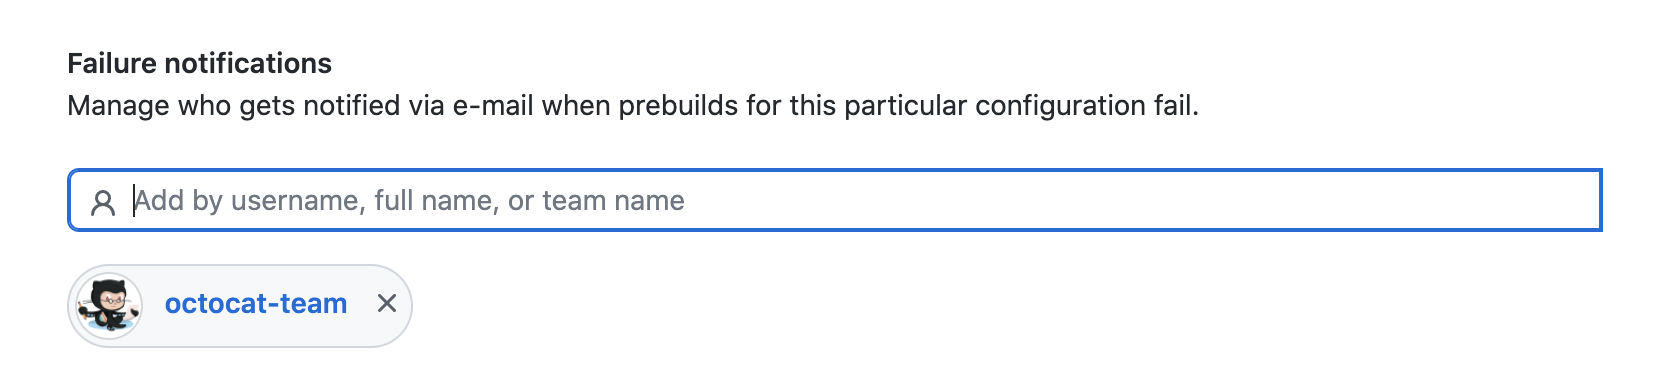 Failure notifications
Manage who gets notified via e-mail when prebuilds for this particular configuration fail.
Add by username, full name, or team name
octocat-team